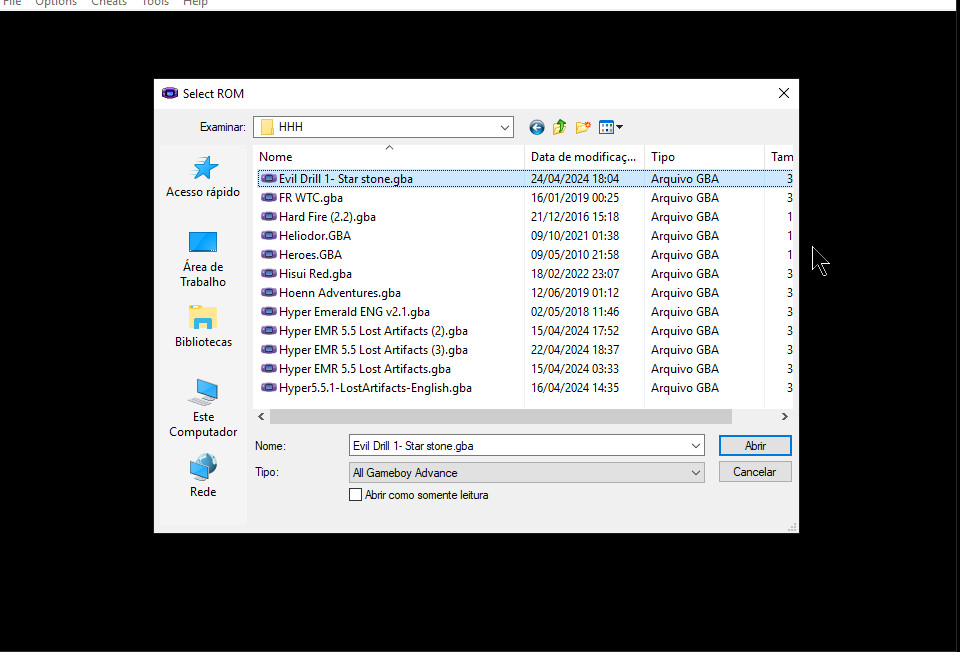 File Options Cheats Tools Help
Select ROM
Examinar: HHH
Nome Data de modificaç... Tipo Tam
Evil Drill 1- Star stone.gba 24/04/2024 18:04 Arquivo GBA 3
FR WTC.gba 16/01/2019 00:25 Arquivo GBA 3
Hard Fire (2.2).gba 21/12/2016 15:18 Arquivo GBA 1
Heliodor.GBA 09/10/2021 01:38 Arquivo GBA 1
Heroes.GBA 09/05/2010 21:58 Arquivo GBA 1
Hisui Red.gba 18/02/2022 23:07 Arquivo GBA 3
Hoenn Adventures.gba 12/06/2019 01:12 Arquivo GBA 3
Hyper Emerald ENG v2.1.gba 02/05/2018 11:46 Arquivo GBA 3
Hyper EMR 5.5 Lost Artifacts (2).gba 15/04/2024 17:52 Arquivo GBA 3
Hyper EMR 5.5 Lost Artifacts (3).gba 22/04/2024 18:37 Arquivo GBA 3
Hyper EMR 5.5 Lost Artifacts.gba 15/04/2024 03:33 Arquivo GBA 3
Hyper5.5.1-LostArtifacts-English.gba 16/04/2024 14:35 Arquivo GBA 3
Acesso rápido
Área de
Trabalho
Bibliotecas
Este
Computador
Rede
Nome: Evil Drill 1- Star stone.gba Abrir
Tipo: All Gameboy Advance Cancelar
Abrir como somente leitura